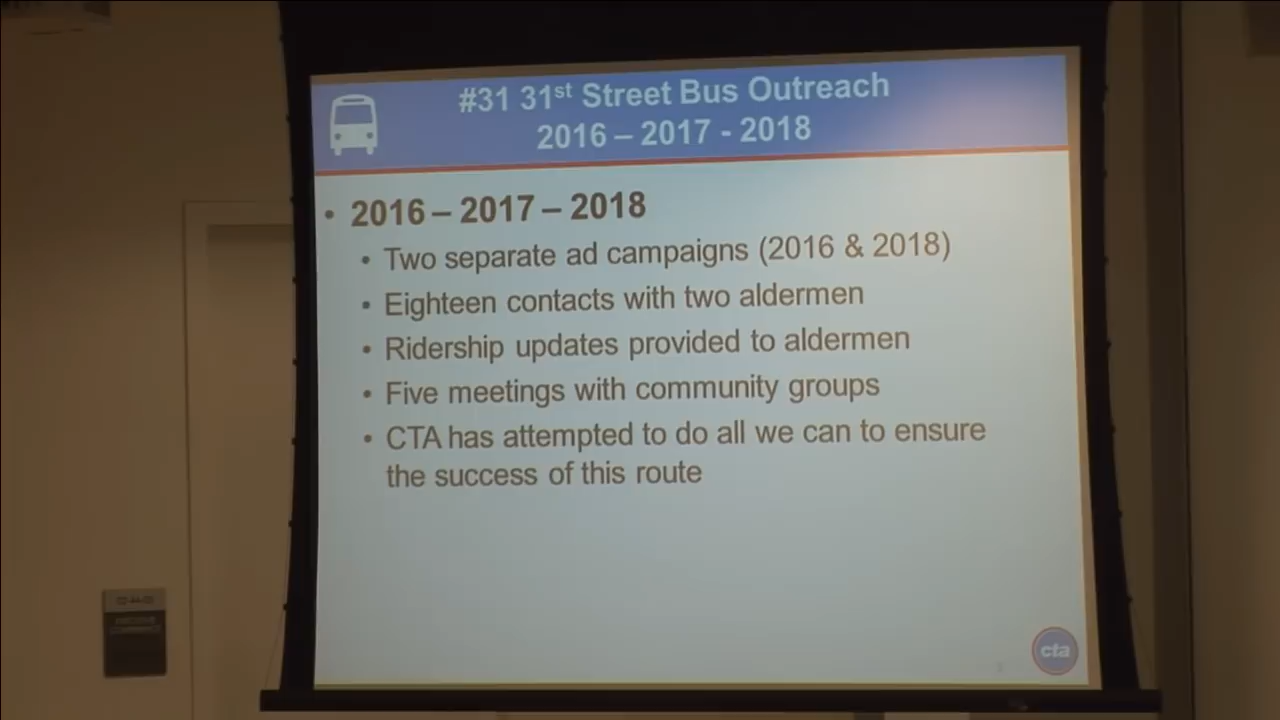 #31 31st Street Bus Outreach
2016 – 2017 - 2018
• 2016 – 2017 – 2018
• Two separate ad campaigns (2016 & 2018)
• Eighteen contacts with two aldermen
• Ridership updates provided to aldermen
• Five meetings with community groups
• CTA has attempted to do all we can to ensure
the success of this route
cta